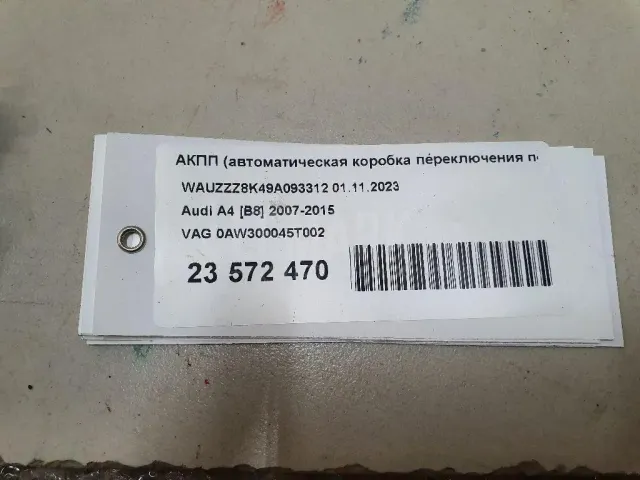 АКПП (автоматическая коробка переключения п
WAUZZZ8K49A093312 01.11.2023
Audi A4 [B8] 2007-2015
VAG 0AW300045T002
23 572 470